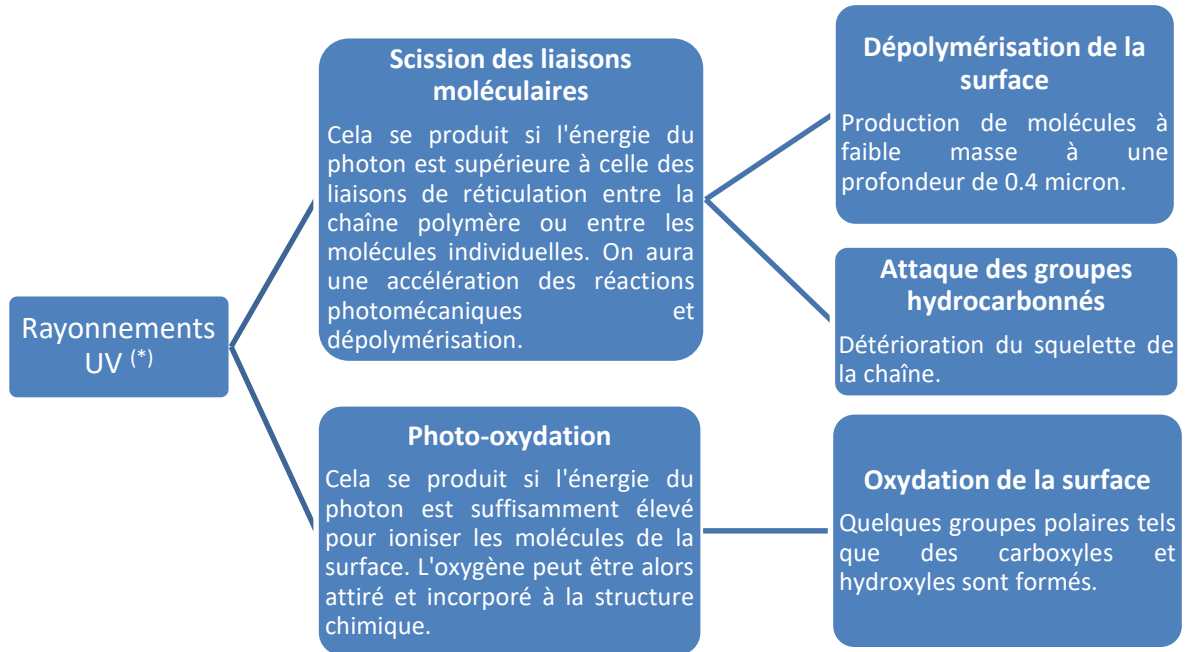 Rayonnements
UV (*)
Scission des liaisons
moléculaires
Cela se produit si l'énergie du
photon est supérieure à celle des
liaisons de réticulation entre la
chaîne polymère ou entre les
molécules individuelles. On aura
une accélération des réactions
photomécaniques et
dépolymérisation.
Dépolymérisation de la
surface
Production de molécules à
faible masse à une
profondeur de 0.4 micron.
Attaque des groupes
hydrocarbonnés
Détérioration du squelette de
la chaîne.
Photo-oxydation
Cela se produit si l'énergie du
photon est suffisamment élevé
pour ioniser les molécules de la
surface. L'oxygène peut être alors
attiré et incorporé à la structure
chimique.
Oxydation de la surface
Quelques groupes polaires tels
que des carboxyles et
hydroxyles sont formés.